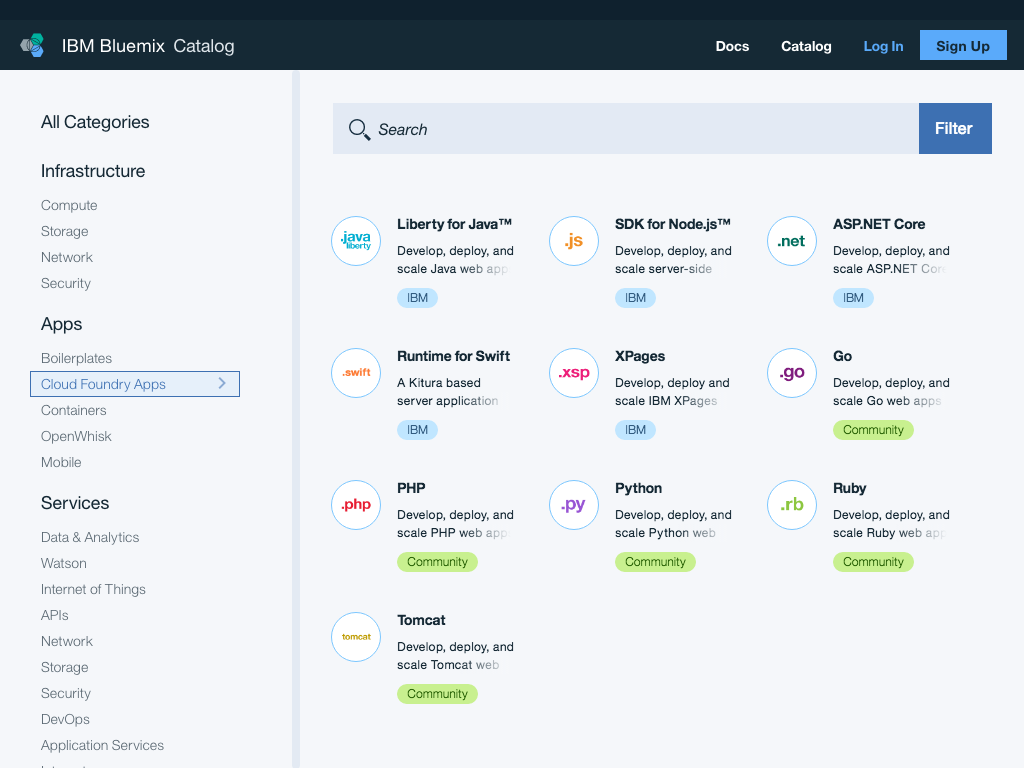 IBM Bluemix Catalog
Docs
Catalog
Log In
Sign Up
All Categories
Infrastructure
Compute
Storage
Network
Security
Apps
Boilerplates
Cloud Foundry Apps
Containers
OpenWhisk
Mobile
Services
Data & Analytics
Watson
Internet of Things
APIs
Network
Storage
Security
DevOps
Application Services
Search
Filter
.java
liberty
Liberty for Java™
Develop, deploy, and
scale Java web app
IBM
.js
SDK for Node.js™
Develop, deploy, and
scale server-side
IBM
.net
ASP.NET Core
Develop, deploy, and
scale ASP.NET Core
IBM
.swift
Runtime for Swift
A Kitura based
server application
IBM
.xsp
XPages
Develop, deploy and
scale IBM XPages
IBM
.go
Go
Develop, deploy, and
scale Go web apps
Community
.php
PHP
Develop, deploy, and
scale PHP web app
Community
.py
Python
Develop, deploy, and
scale Python web
Community
.rb
Ruby
Develop, deploy, and
scale Ruby web app
Community
tomcat
Tomcat
Develop, deploy, and
scale Tomcat web
Community